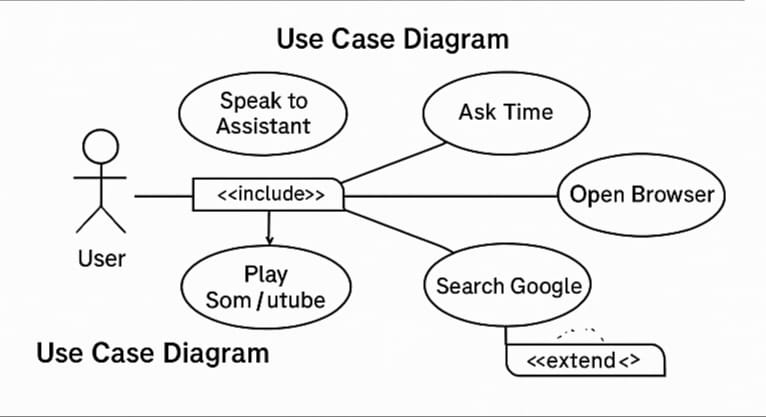 Use Case Diagram
Speak to
Assistant
Ask Time
<<include>>
Open Browser
User
Play
Som/utube
Search Google
Use Case Diagram
<<extend<>